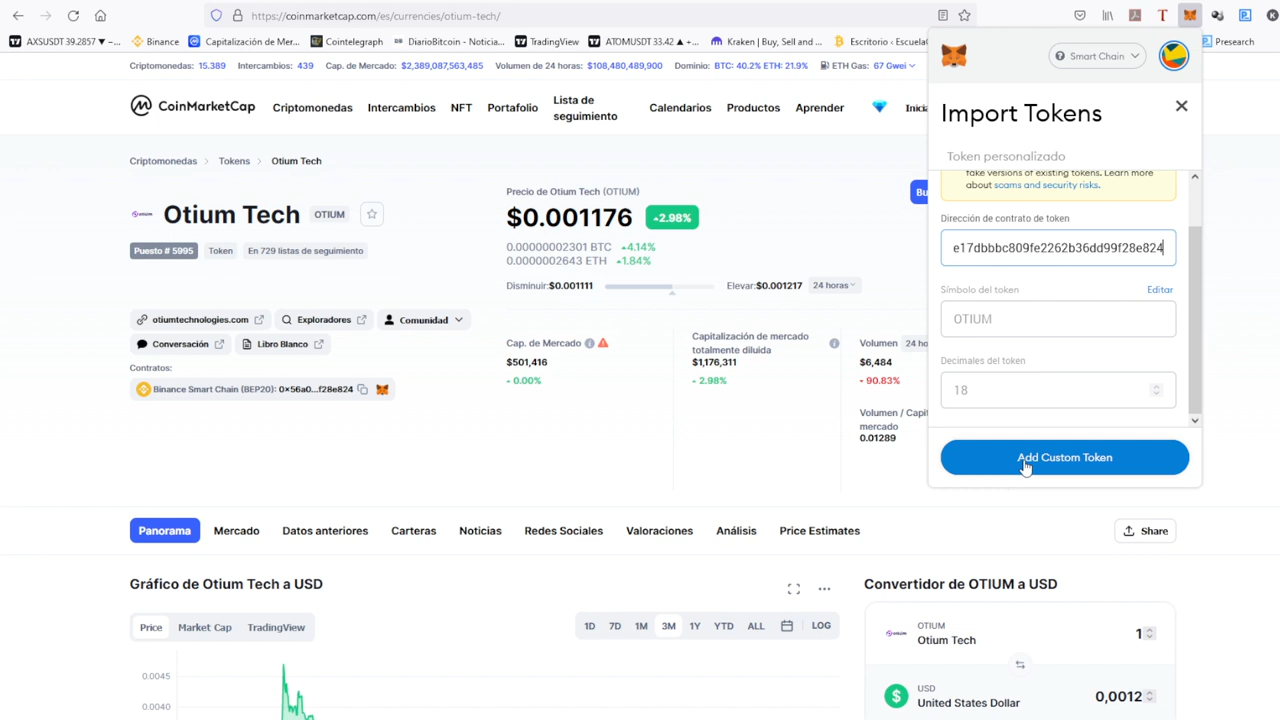 https://coinmarketcap.com/es/currencies/otium-tech/
AXSUSDT 39.2857 ▼ −... Binance Capitalización de Mer... Cointelegraph DiarioBitcoin - Noticia... TradingView ATOMUSDT 33.42 ▲ +... Kraken | Buy, Sell and ... Escritorio ‹ Escuela Presearch
Criptomonedas: 15.389 Intercambios: 439 Cap. de Mercado: $2,389,087,563,485 Volumen de 24 horas: $108,480,489,900 Dominio: BTC: 40.2% ETH: 21.9% ETH Gas: 67 Gwei
CoinMarketCap Criptomonedas Intercambios NFT Portafolio Lista de seguimiento Calendarios Productos Aprender Inicia
Criptomonedas > Tokens > Otium Tech
Otium Tech OTIUM
Puesto # 5995 Token En 729 listas de seguimiento
otiumtechnologies.com Exploradores Comunidad
Conversación Libro Blanco
Contratos:
Binance Smart Chain (BEP20): 0x56a0...f28e824
Precio de Otium Tech (OTIUM)
$0.001176 2.98%
0.00000002301 BTC 4.14%
0.0000002643 ETH 1.84%
Disminuir:$0.001111 Elevar:$0.001217 24 horas
Bu
Cap. de Mercado
$501,416
0.00%
Capitalización de mercado
totalmente diluida
$1,176,311
2.98%
Volumen 24 ho
$6,484
90.83%
Volumen / Capi
mercado
0.01289
Smart Chain
Import Tokens
Token personalizado
fake versions of existing tokens. Learn more
about scams and security risks.
Dirección de contrato de token
e17dbbbc809fe2262b36dd99f28e824
Símbolo del token Editar
OTIUM
Decimales del token
18
Add Custom Token
Panorama Mercado Datos anteriores Carteras Noticias Redes Sociales Valoraciones Análisis Price Estimates Share
Gráfico de Otium Tech a USD
Price Market Cap TradingView 1D 7D 1M 3M 1Y YTD ALL LOG
0.0045
0.0040
Convertidor de OTIUM a USD
OTIUM
Otium Tech 1
USD
United States Dollar 0,0012